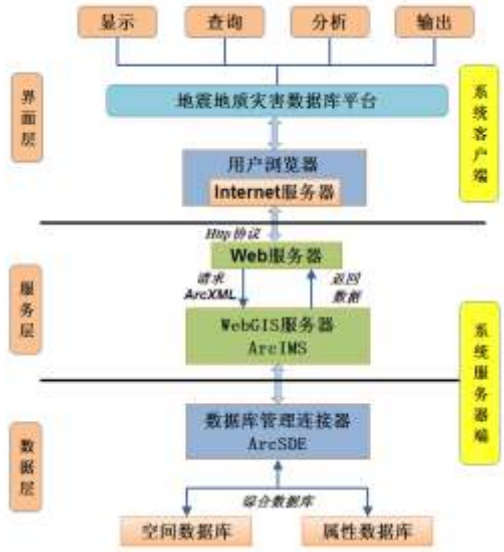 显示
查询
分析
输出
界面层
地震地质灾害数据库平台
系统客户端
用户浏览器
Internet服务器
Http协议
Web服务器
请求
ArcXML
返回
数据
服务层
WebGIS服务器
ArcIMS
系统服务器端
数据库管理连接器
ArcSDE
数据层
综合数据库
空间数据库
属性数据库